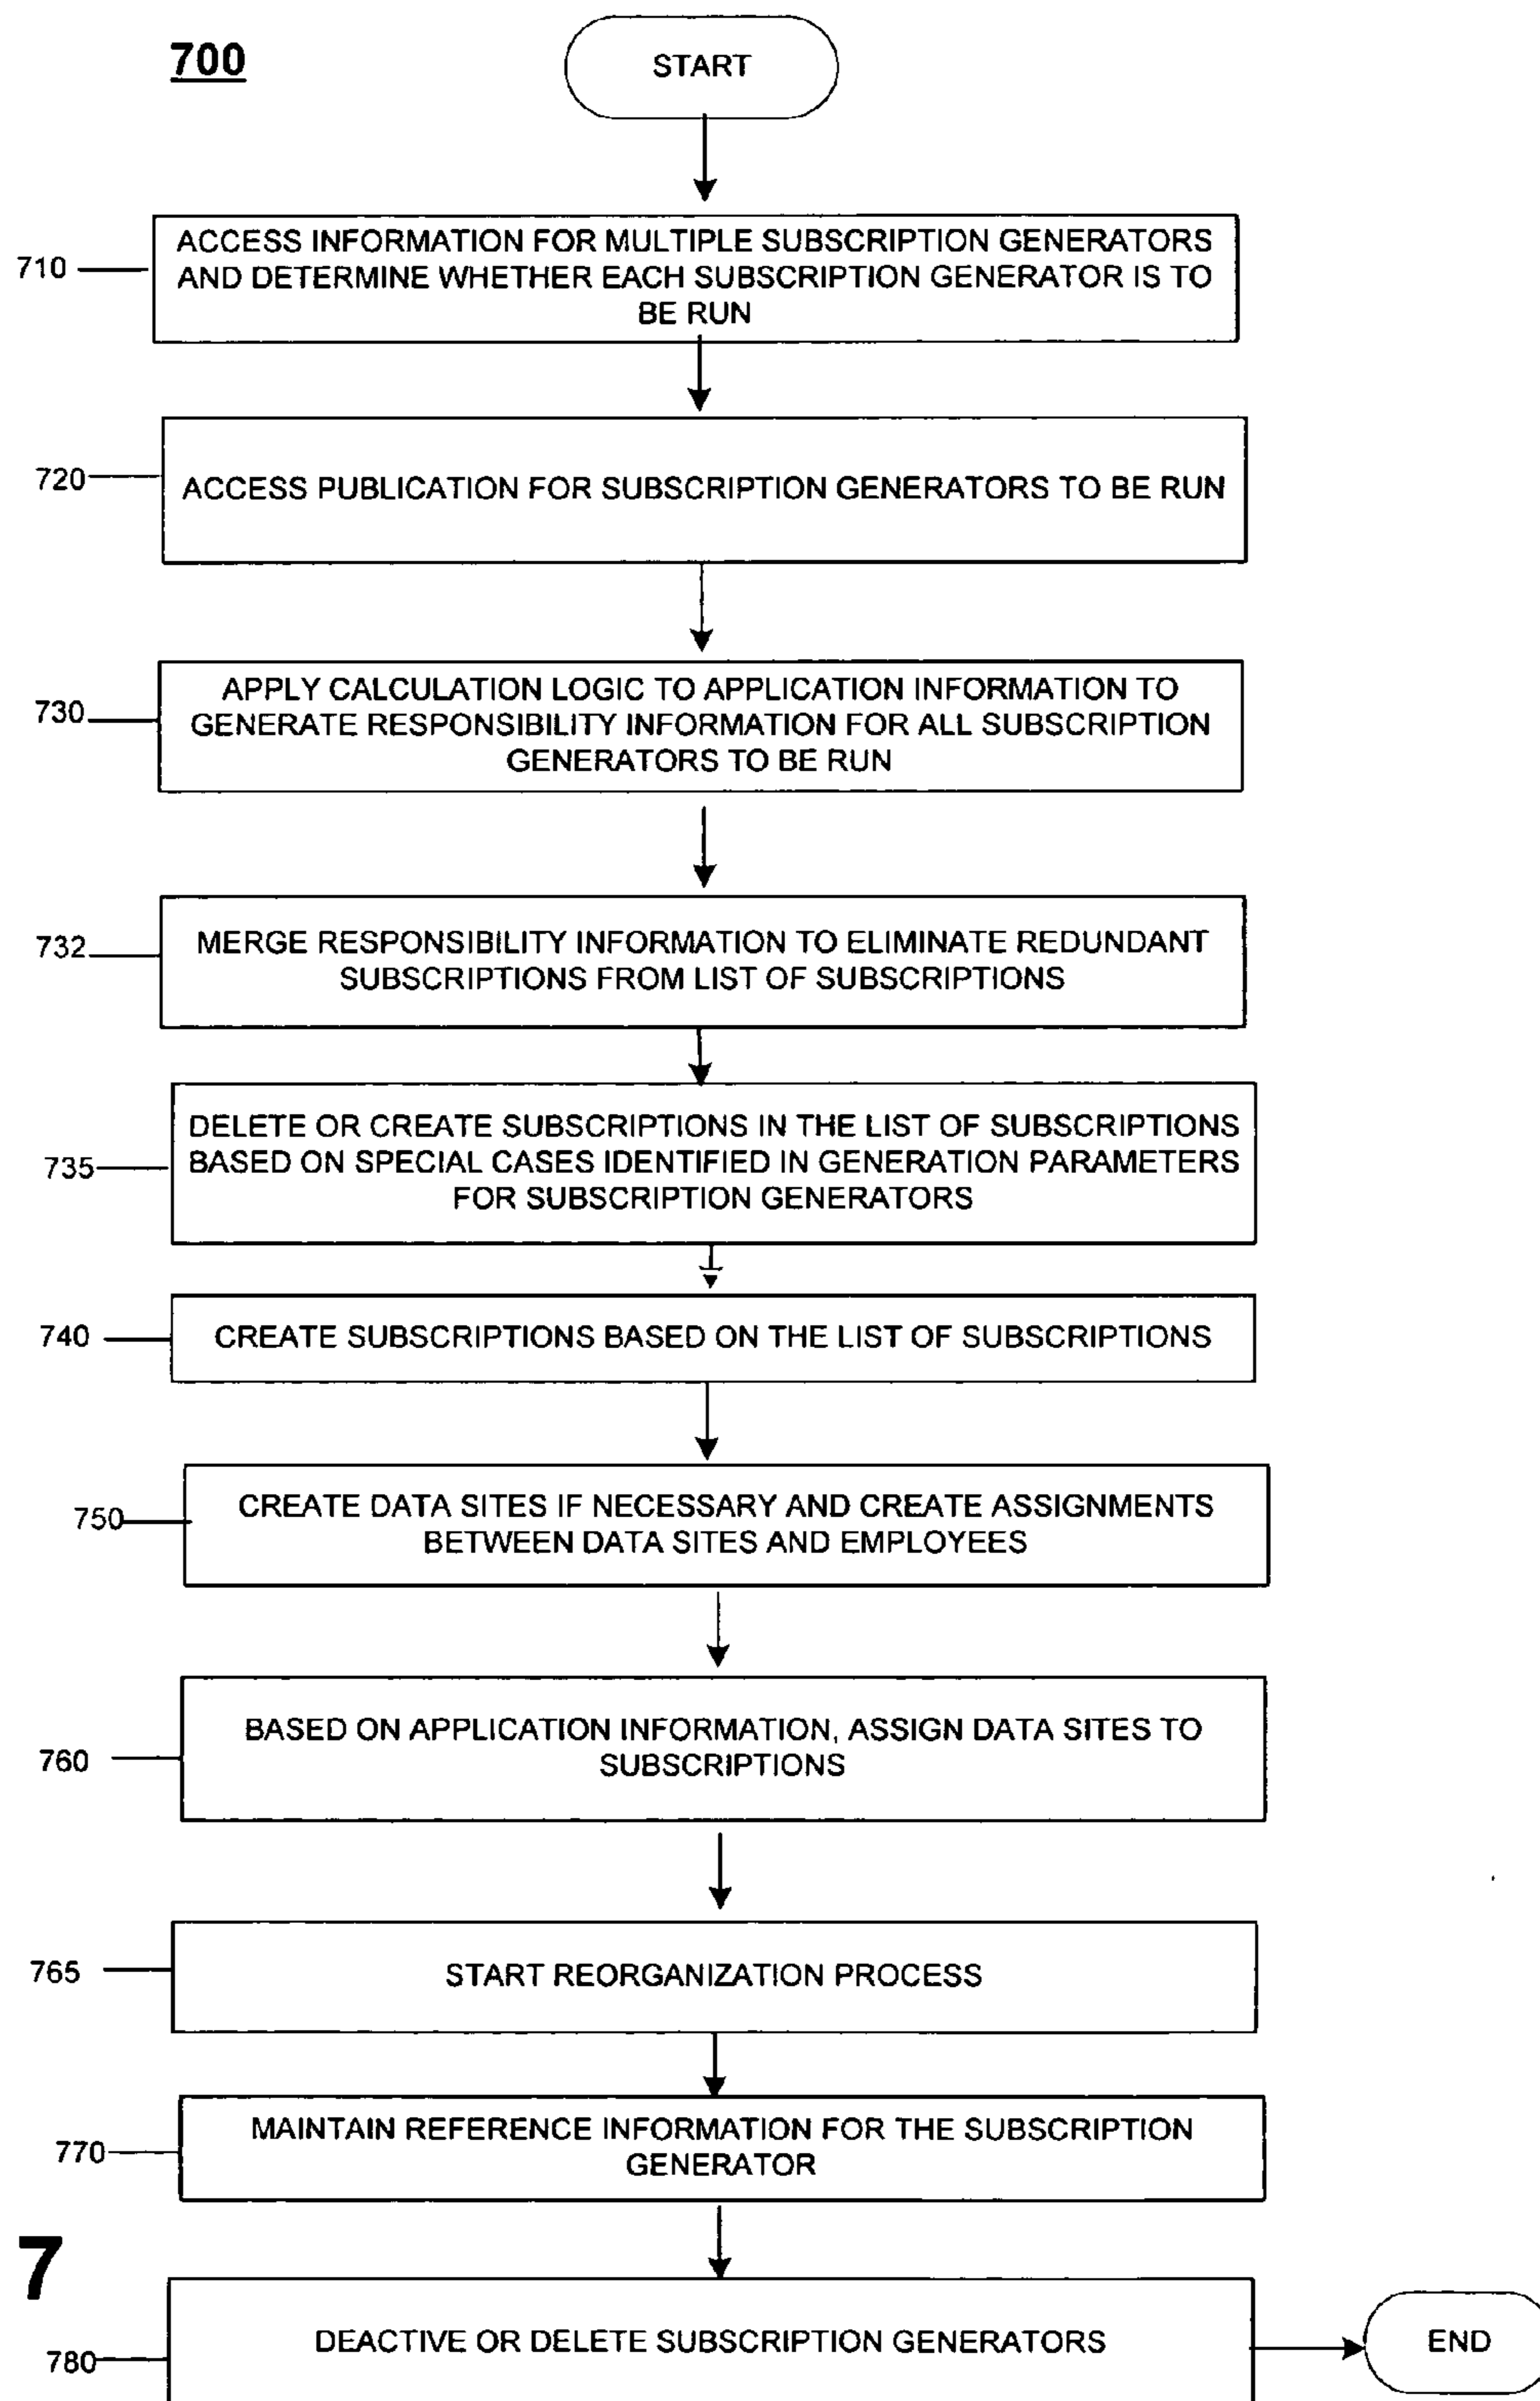 700
START
710
ACCESS INFORMATION FOR MULTIPLE SUBSCRIPTION GENERATORS
AND DETERMINE WHETHER EACH SUBSCRIPTION GENERATOR IS TO
BE RUN
720
ACCESS PUBLICATION FOR SUBSCRIPTION GENERATORS TO BE RUN
730
APPLY CALCULATION LOGIC TO APPLICATION INFORMATION TO
GENERATE RESPONSIBILITY INFORMATION FOR ALL SUBSCRIPTION
GENERATORS TO BE RUN
732
MERGE RESPONSIBILITY INFORMATION TO ELIMINATE REDUNDANT
SUBSCRIPTIONS FROM LIST OF SUBSCRIPTIONS
735
DELETE OR CREATE SUBSCRIPTIONS IN THE LIST OF SUBSCRIPTIONS
BASED ON SPECIAL CASES IDENTIFIED IN GENERATION PARAMETERS
FOR SUBSCRIPTION GENERATORS
740
CREATE SUBSCRIPTIONS BASED ON THE LIST OF SUBSCRIPTIONS
750
CREATE DATA SITES IF NECESSARY AND CREATE ASSIGNMENTS
BETWEEN DATA SITES AND EMPLOYEES
760
BASED ON APPLICATION INFORMATION, ASSIGN DATA SITES TO
SUBSCRIPTIONS
765
START REORGANIZATION PROCESS
770
MAINTAIN REFERENCE INFORMATION FOR THE SUBSCRIPTION
GENERATOR
7
780
DEACTIVE OR DELETE SUBSCRIPTION GENERATORS
END